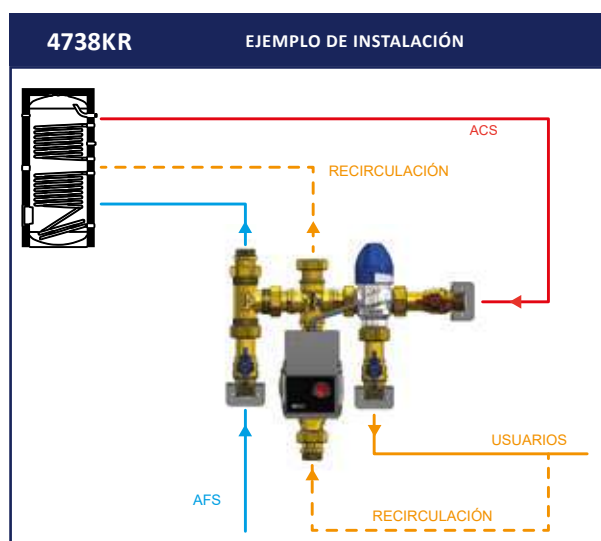 4738KR
EJEMPLO DE INSTALACIÓN
ACS
RECIRCULACIÓN
USUARIOS
AFS
RECIRCULACIÓN